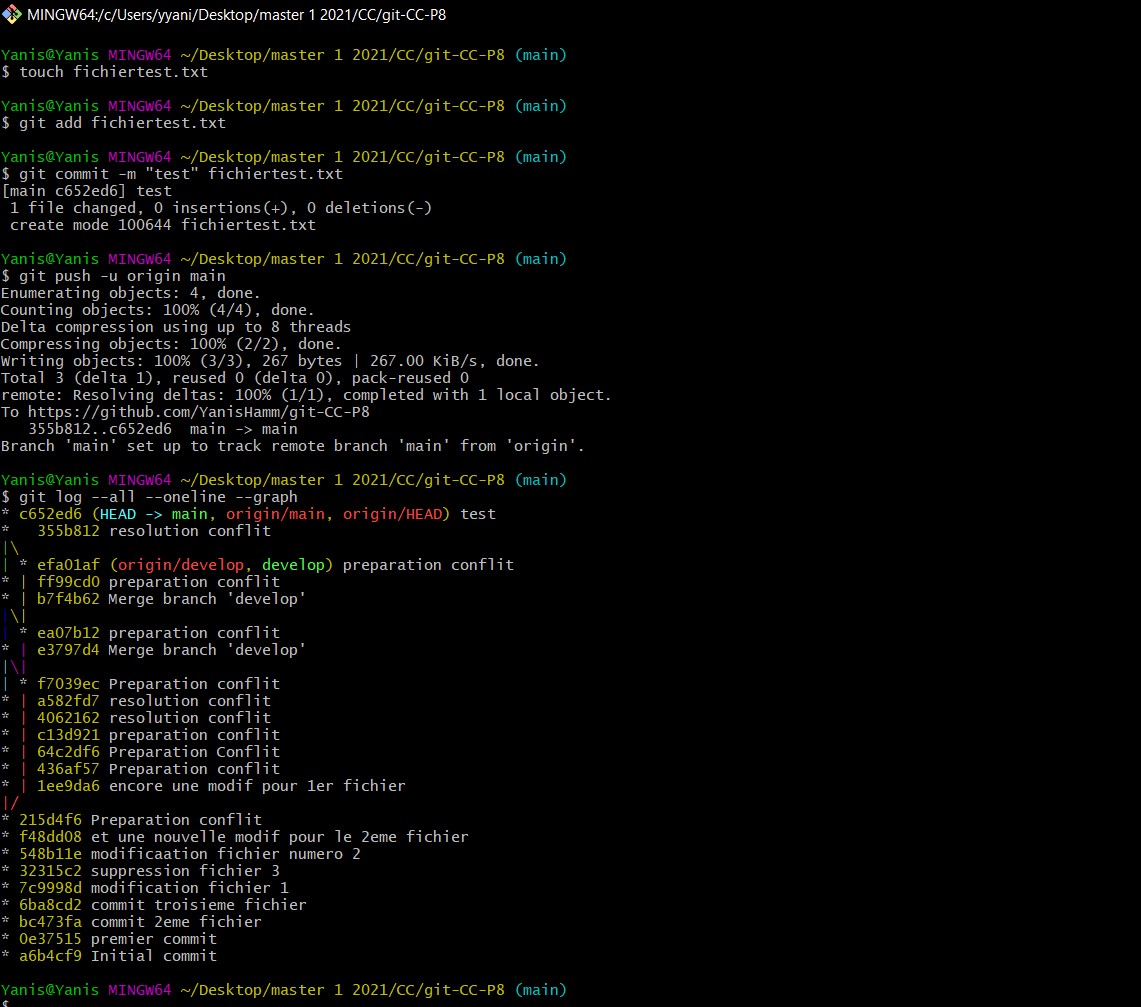 MINGW64:/c/Users/yyani/Desktop/master 1 2021/CC/git-CC-P8
Yanis@Yanis MINGW64 ~/Desktop/master 1 2021/CC/git-CC-P8 (main)
$ touch fichiertest.txt
Yanis@Yanis MINGW64 ~/Desktop/master 1 2021/CC/git-CC-P8 (main)
$ git add fichiertest.txt
Yanis@Yanis MINGW64 ~/Desktop/master 1 2021/CC/git-CC-P8 (main)
$ git commit -m "test" fichiertest.txt
[main c652ed6] test
 1 file changed, 0 insertions(+), 0 deletions(-)
 create mode 100644 fichiertest.txt
Yanis@Yanis MINGW64 ~/Desktop/master 1 2021/CC/git-CC-P8 (main)
$ git push -u origin main
Enumerating objects: 4, done.
Counting objects: 100% (4/4), done.
Delta compression using up to 8 threads
Compressing objects: 100% (2/2), done.
Writing objects: 100% (3/3), 267 bytes | 267.00 KiB/s, done.
Total 3 (delta 1), reused 0 (delta 0), pack-reused 0
remote: Resolving deltas: 100% (1/1), completed with 1 local object.
To https://github.com/YanisHamm/git-CC-P8
   355b812..c652ed6  main -> main
Branch 'main' set up to track remote branch 'main' from 'origin'.
Yanis@Yanis MINGW64 ~/Desktop/master 1 2021/CC/git-CC-P8 (main)
$ git log --all --oneline --graph
* c652ed6 (HEAD -> main, origin/main, origin/HEAD) test
*   355b812 resolution conflit
|\
| * efa01af (origin/develop, develop) preparation conflit
* | ff99cd0 preparation conflit
* | b7f4b62 Merge branch 'develop'
|\|
| * ea07b12 preparation conflit
* | e3797d4 Merge branch 'develop'
|\|
| * f7039ec Preparation conflit
* | a582fd7 resolution conflit
* | 4062162 resolution conflit
* | c13d921 preparation conflit
* | 64c2df6 Preparation Conflit
* | 436af57 Preparation conflit
* | 1ee9da6 encore une modif pour 1er fichier
|/
* 215d4f6 Preparation conflit
* f48dd08 et une nouvelle modif pour le 2eme fichier
* 548b11e modificaation fichier numero 2
* 32315c2 suppression fichier 3
* 7c9998d modification fichier 1
* 6ba8cd2 commit troisieme fichier
* bc473fa commit 2eme fichier
* 0e37515 premier commit
* a6b4cf9 Initial commit
Yanis@Yanis MINGW64 ~/Desktop/master 1 2021/CC/git-CC-P8 (main)
$